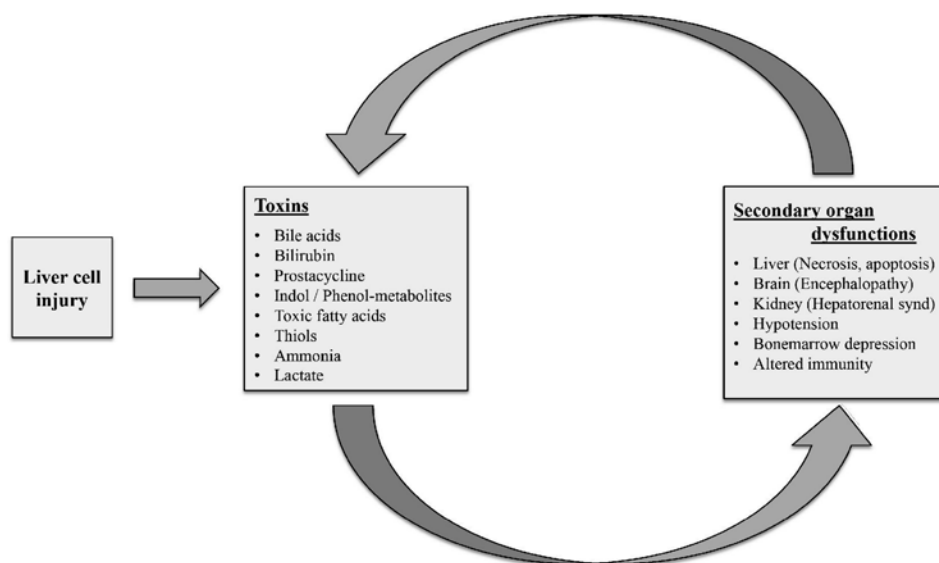 Liver cell
injury
Toxins
• Bile acids
• Bilirubin
• Prostacycline
• Indol / Phenol-metabolites
• Toxic fatty acids
• Thiols
• Ammonia
• Lactate
Secondary organ
dysfunctions
• Liver (Necrosis, apoptosis)
• Brain (Encephalopathy)
• Kidney (Hepatorenal synd)
• Hypotension
• Bonemarrow depression
• Altered immunity